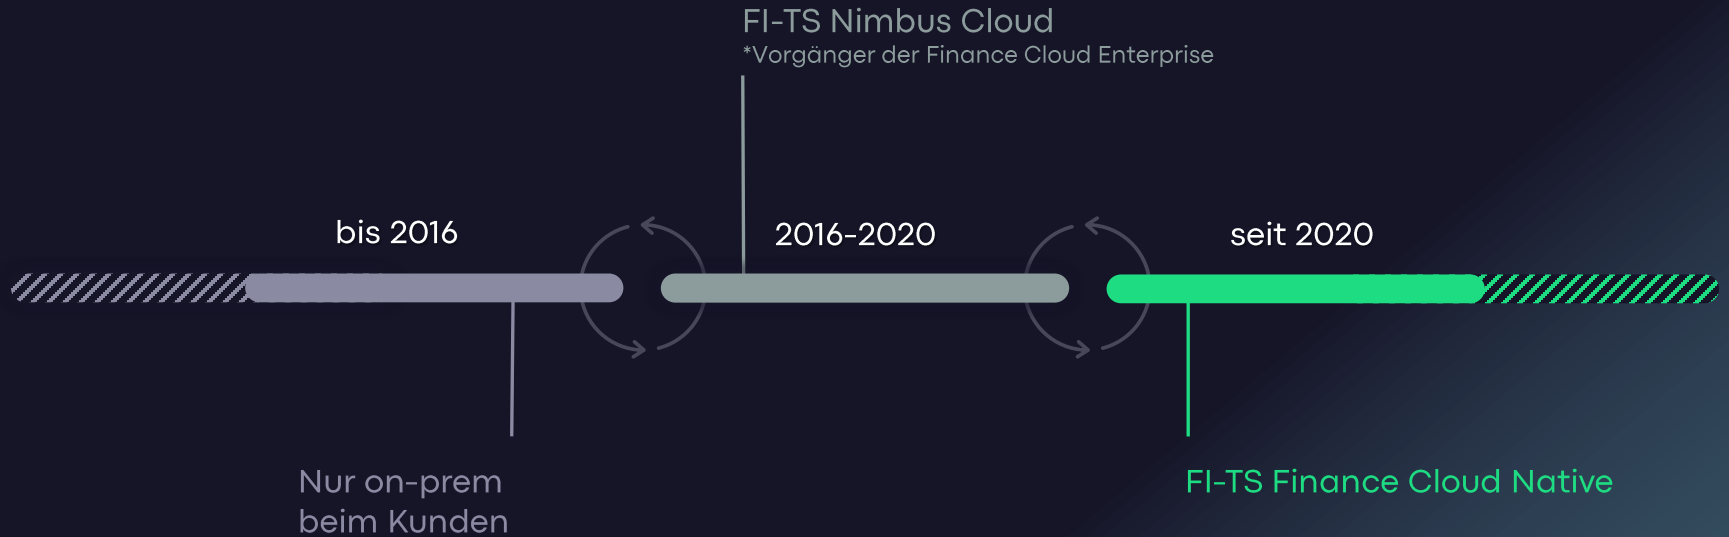 FI-TS Nimbus Cloud
*Vorgänger der Finance Cloud Enterprise
bis 2016
2016-2020
seit 2020
Nur on-prem
beim Kunden
FI-TS Finance Cloud Native